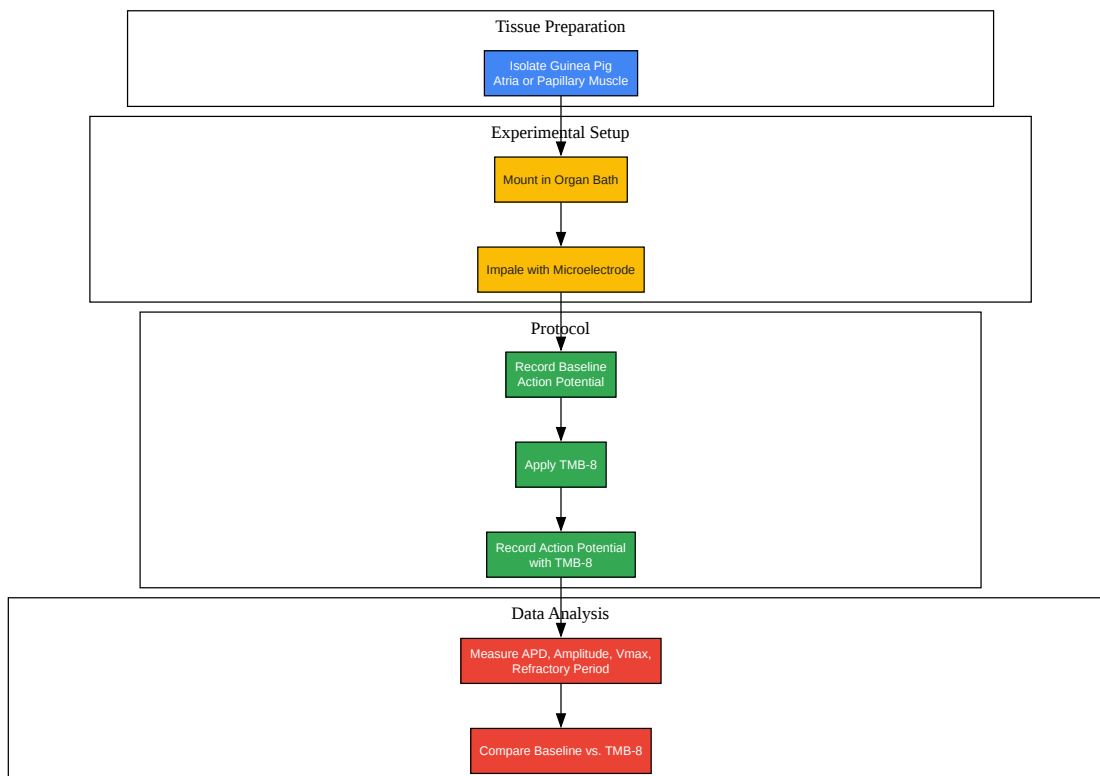 Tissue Preparation
Isolate Guinea Pig
Atria or Papillary Muscle
Experimental Setup
Mount in Organ Bath
Impale with Microelectrode
Protocol
Record Baseline
Action Potential
Apply TMB-8
Record Action Potential
with TMB-8
Data Analysis
Measure APD, Amplitude, Vmax,
Refractory Period
Compare Baseline vs. TMB-8